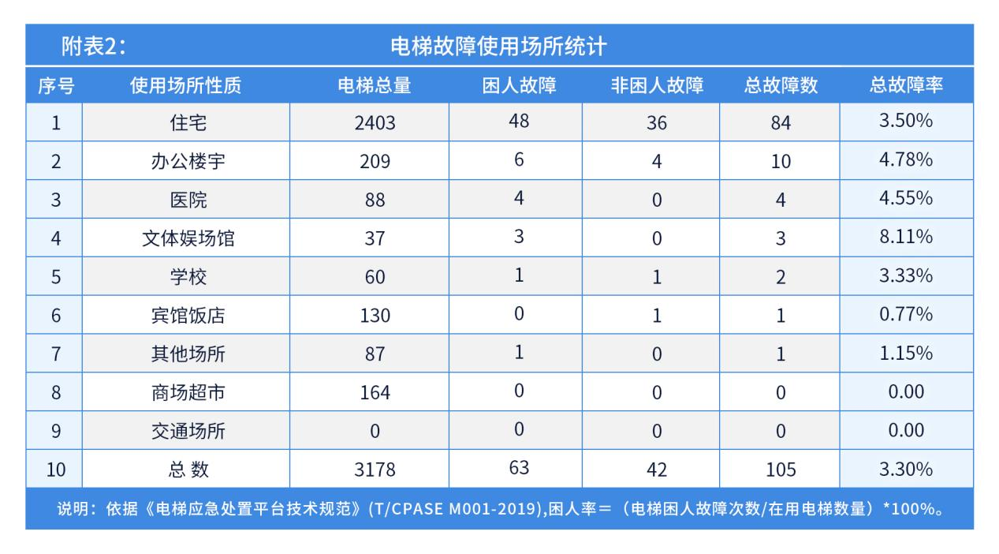 附表2： 电梯故障使用场所统计
序号 使用场所性质 电梯总量 困人故障 非困人故障 总故障数 总故障率
1 住宅 2403 48 36 84 3.50%
2 办公楼宇 209 6 4 10 4.78%
3 医院 88 4 0 4 4.55%
4 文体娱场馆 37 3 0 3 8.11%
5 学校 60 1 1 2 3.33%
6 宾馆饭店 130 0 1 1 0.77%
7 其他场所 87 1 0 1 1.15%
8 商场超市 164 0 0 0 0.00
9 交通场所 0 0 0 0 0.00
10 总 数 3178 63 42 105 3.30%
说明：依据《电梯应急处置平台技术规范》(T/CPASE M001-2019),困人率＝（电梯困人故障次数/在用电梯数量）*100%。